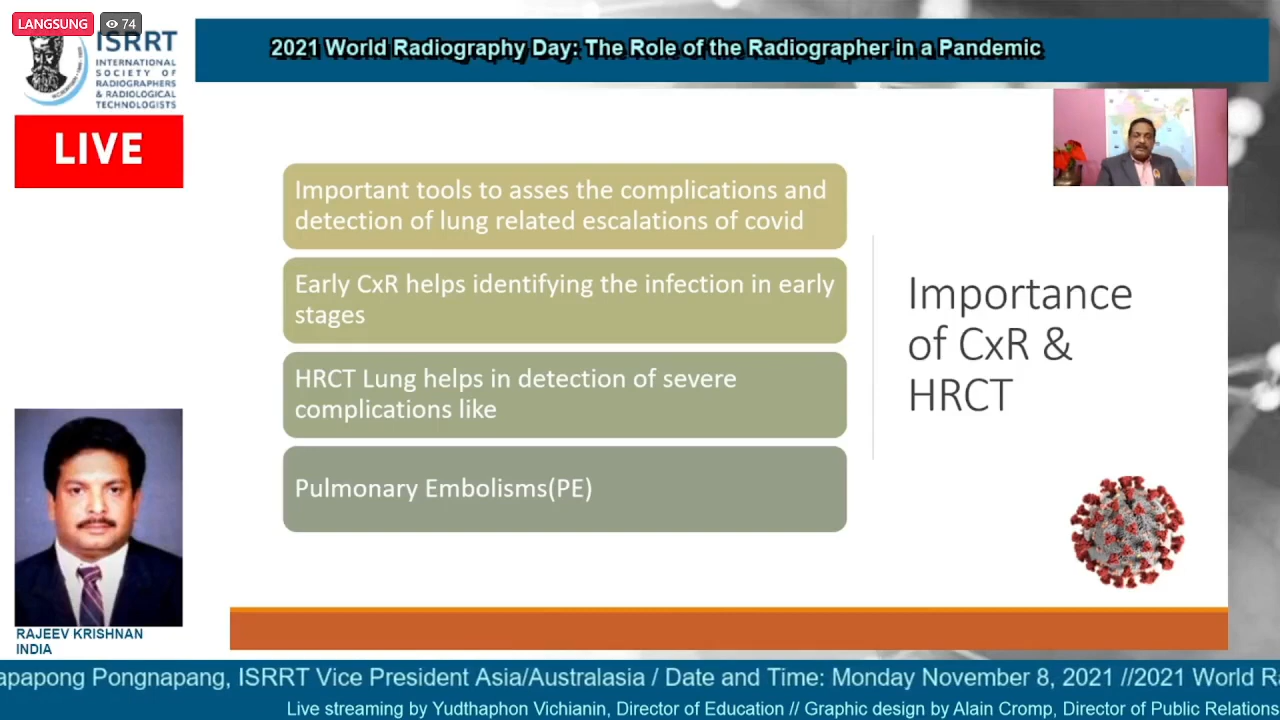 LANGSUNG 74
ISRRT
INTERNATIONAL
SOCIETY OF
RADIOGRAPHERS
& RADIOLOGICAL
TECHNOLOGISTS
2021 World Radiography Day: The Role of the Radiographer in a Pandemic
LIVE
Important tools to asses the complications and
detection of lung related escalations of covid
Early CxR helps identifying the infection in early
stages
HRCT Lung helps in detection of severe
complications like
Pulmonary Embolisms(PE)
Importance
of CxR &
HRCT
RAJEEV KRISHNAN
INDIA
apapong Pongnapang, ISRRT Vice President Asia/Australasia / Date and Time: Monday November 8, 2021 //2021 World Ra
Live streaming by Yudthaphon Vichianin, Director of Education // Graphic design by Alain Cromp, Director of Public Relations